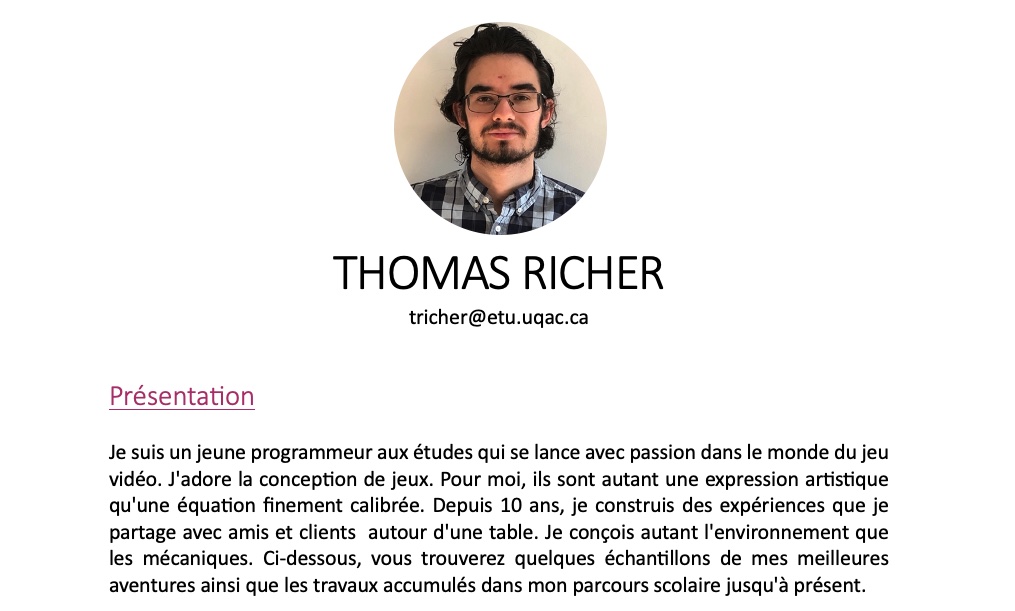 THOMAS RICHER
tricher@etu.uqac.ca
Présentation
Je suis un jeune programmeur aux études qui se lance avec passion dans le monde du jeu
vidéo. J'adore la conception de jeux. Pour moi, ils sont autant une expression artistique
qu'une équation finement calibrée. Depuis 10 ans, je construis des expériences que je
partage avec amis et clients  autour d'une table. Je conçois autant l'environnement que
les mécaniques. Ci-dessous, vous trouverez quelques échantillons de mes meilleures
aventures ainsi que les travaux accumulés dans mon parcours scolaire jusqu'à présent.